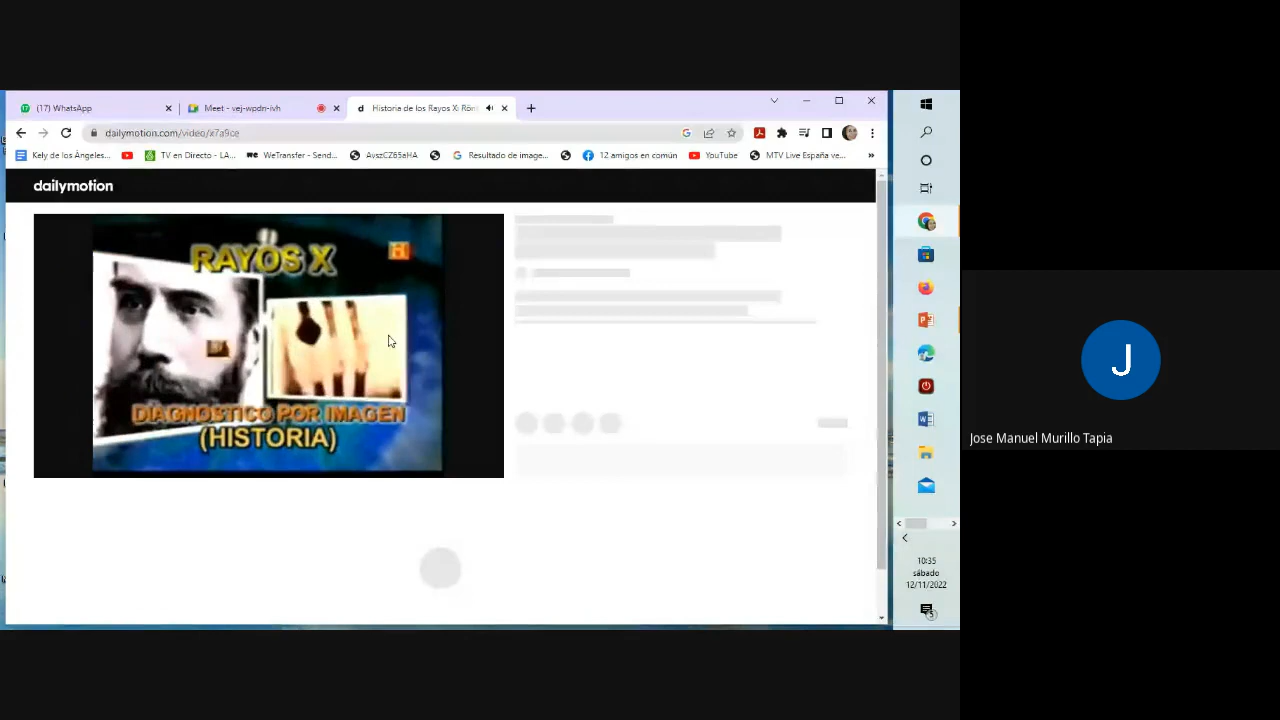 (17) WhatsApp
Meet - vej-wpdn-ivh
Historia de los Rayos X: Rön
dailymotion.com/video/x7a9ce
Kely de los Ángeles...
TV en Directo - LA...
WeTransfer - Send...
AvszCZ65aHA
Resultado de image...
12 amigos en común
YouTube
MTV Live España ve...
»
dailymotion
RAYOS X
H
DIAGNOSTICO POR IMAGEN
(HISTORIA)
J
Jose Manuel Murillo Tapia
10:35
sábado
12/11/2022
5